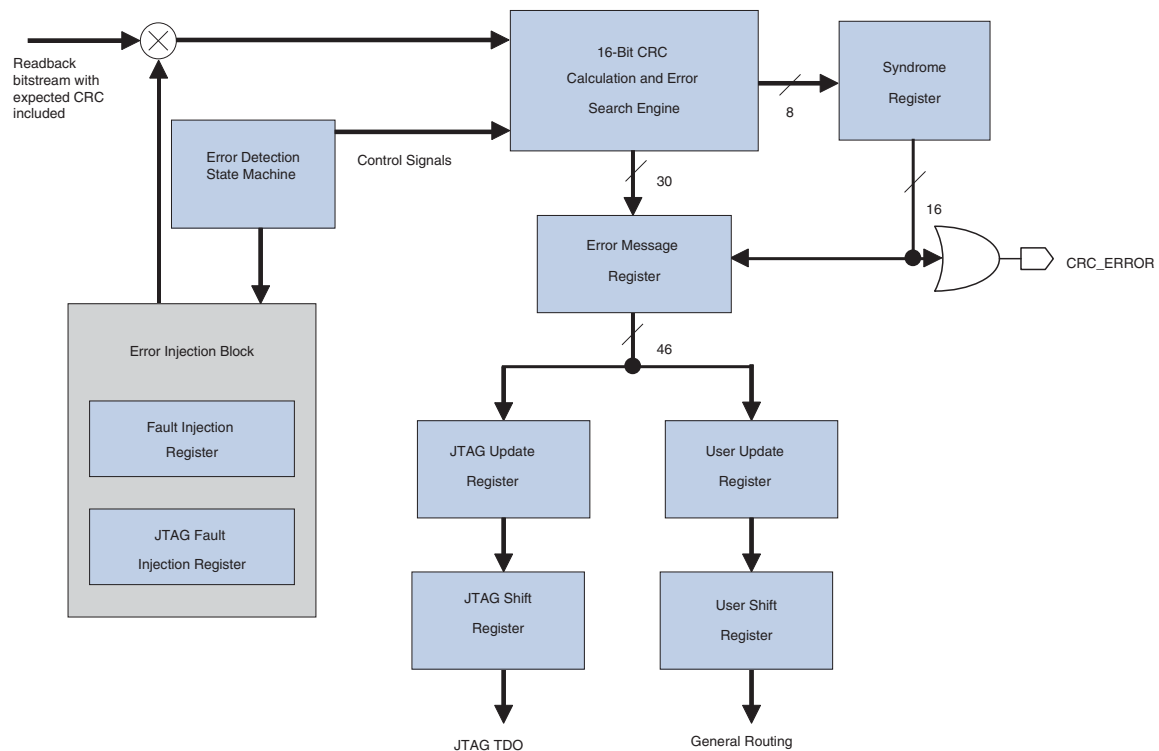 Readback
bitstream with
expected CRC
included
16-Bit CRC
Calculation and Error
Search Engine
8
Syndrome
Register
Error Detection
State Machine
Control Signals
30
16
Error Message
Register
CRC_ERROR
46
Error Injection Block
Fault Injection
Register
JTAG Fault
Injection Register
JTAG Update
Register
User Update
Register
JTAG Shift
Register
User Shift
Register
JTAG TDO
General Routing